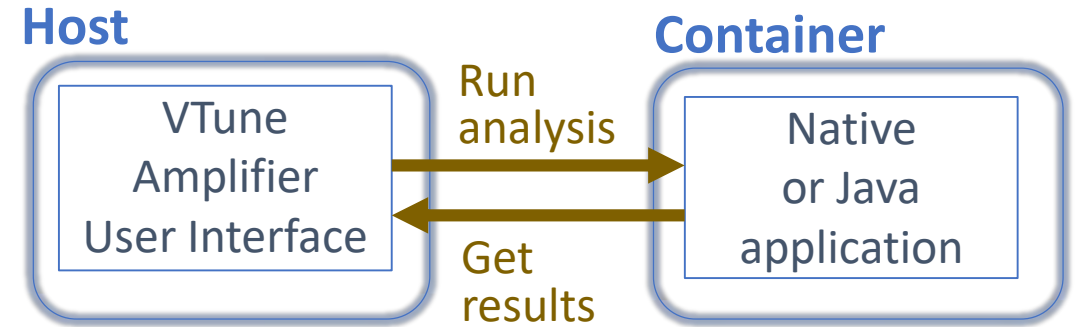 Host
VTune
Amplifier
User Interface
Run
analysis
Get
results
Container
Native
or Java
application